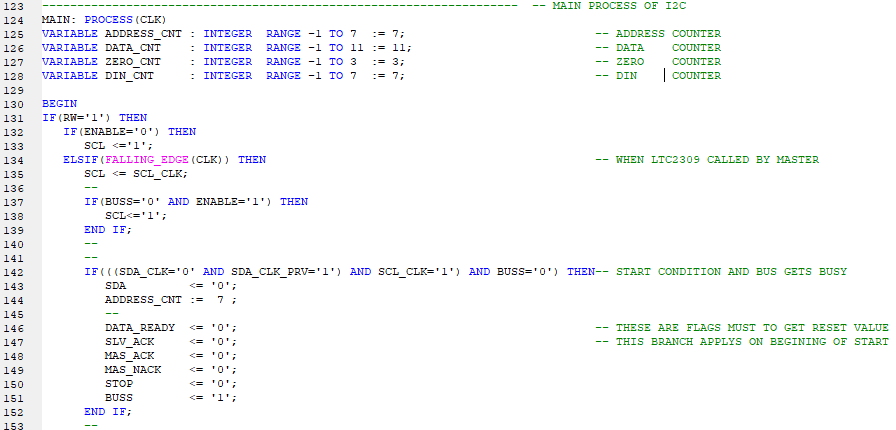 123 -------------------------------------------------------------------- -- MAIN PROCESS OF I2C
124 MAIN: PROCESS(CLK)
125 VARIABLE ADDRESS_CNT : INTEGER RANGE -1 TO 7 := 7; -- ADDRESS COUNTER
126 VARIABLE DATA_CNT : INTEGER RANGE -1 TO 11 := 11; -- DATA COUNTER
127 VARIABLE ZERO_CNT : INTEGER RANGE -1 TO 3 := 3; -- ZERO COUNTER
128 VARIABLE DIN_CNT : INTEGER RANGE -1 TO 7 := 7; -- DIN COUNTER
129
130 BEGIN
131 IF(RW='1') THEN
132 IF(ENABLE='0') THEN
133 SCL <='1';
134 ELSIF(FALLING_EDGE(CLK)) THEN -- WHEN LTC2309 CALLED BY MASTER
135 SCL <= SCL_CLK;
136 --
137 IF(BUSS='0' AND ENABLE='1') THEN
138 SCL<='1';
139 END IF;
140 --
141 --
142 IF(((SDA_CLK='0' AND SDA_CLK_PRV='1') AND SCL_CLK='1') AND BUSS='0') THEN-- START CONDITION AND BUS GETS BUSY
143 SDA <= '0';
144 ADDRESS_CNT := 7 ;
145 --
146 DATA_READY <= '0'; -- THESE ARE FLAGS MUST TO GET RESET VALUE
147 SLV_ACK <= '0'; -- THIS BRANCH APPLYS ON BEGINING OF START
148 MAS_ACK <= '0';
149 MAS_NACK <= '0';
150 STOP <= '0';
151 BUSS <= '1';
152 END IF;
153 --